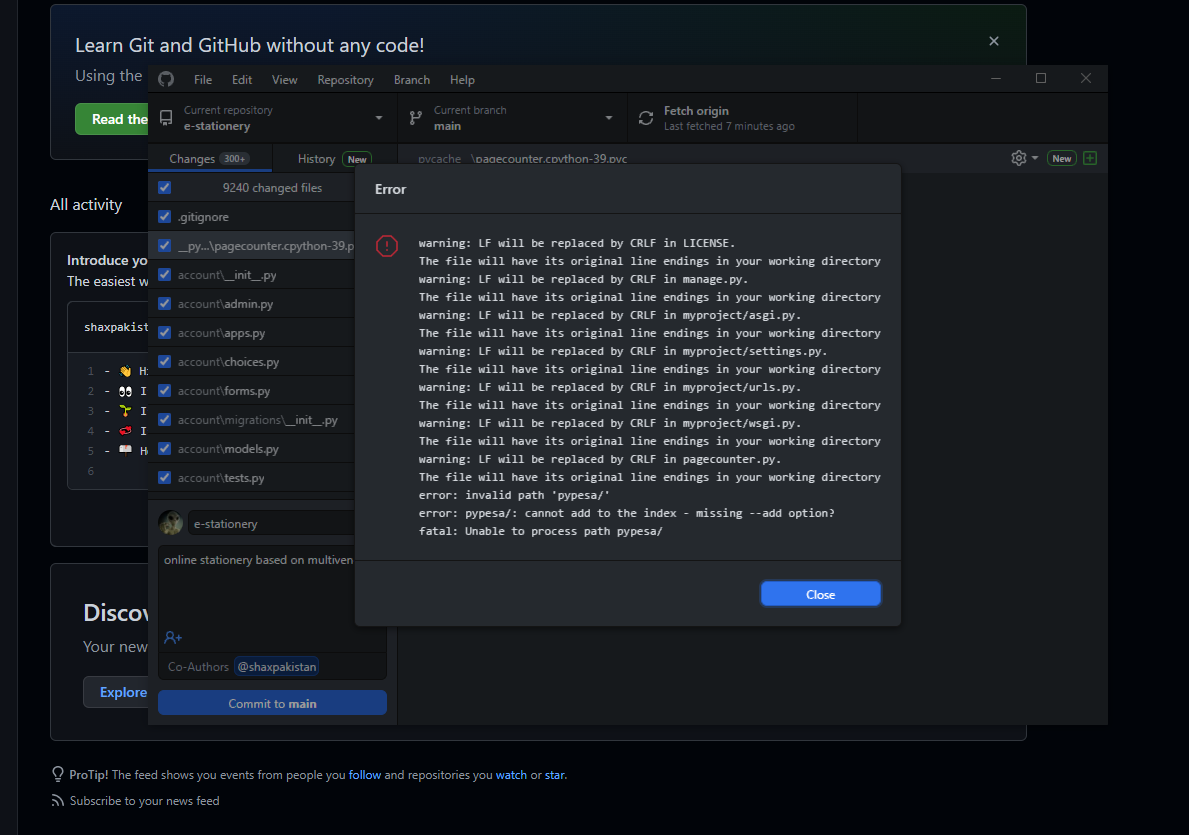 Learn Git and GitHub without any code!
Using the
Read the
File Edit View Repository Branch Help
Current repository
e-stationery
Current branch
main
Fetch origin
Last fetched 7 minutes ago
Changes 300+
History New
__pycache__\pagecounter.cpython-39.pyc
New
9240 changed files
.gitignore
__py...\pagecounter.cpython-39.p
account\__init__.py
account\admin.py
account\apps.py
account\choices.py
account\forms.py
account\migrations\__init__.py
account\models.py
account\tests.py
e-stationery
online stationery based on multiven
Co-Authors @shaxpakistan
Commit to main
Error
warning: LF will be replaced by CRLF in LICENSE.
The file will have its original line endings in your working directory
warning: LF will be replaced by CRLF in manage.py.
The file will have its original line endings in your working directory
warning: LF will be replaced by CRLF in myproject/asgi.py.
The file will have its original line endings in your working directory
warning: LF will be replaced by CRLF in myproject/settings.py.
The file will have its original line endings in your working directory
warning: LF will be replaced by CRLF in myproject/urls.py.
The file will have its original line endings in your working directory
warning: LF will be replaced by CRLF in myproject/wsgi.py.
The file will have its original line endings in your working directory
warning: LF will be replaced by CRLF in pagecounter.py.
The file will have its original line endings in your working directory
error: invalid path 'pypesa/'
error: pypesa/: cannot add to the index - missing --add option?
fatal: Unable to process path pypesa/
Close
All activity
Introduce yo
The easiest w
shaxpakist
1 - 👋 Hi
2 - 👀 I
3 - 🌱 I
4 - 💞 I
5 - 📫 Ho
6
Discov
Your new
Explore
ProTip! The feed shows you events from people you follow and repositories you watch or star.
Subscribe to your news feed